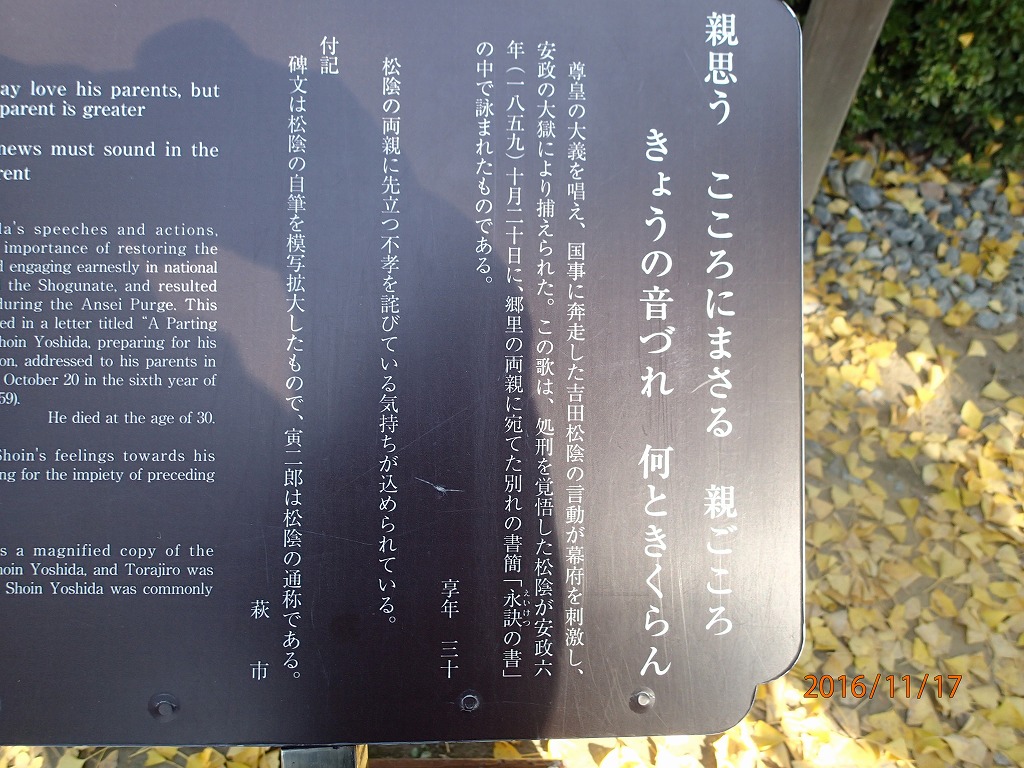 親思う　こころにまさる　親ごころ
きょうの音づれ　何ときくらん
尊皇の大義を唱え、国事に奔走した吉田松陰の言動が幕府を刺激し、
安政の大獄により捕えられた。この歌は、処刑を覚悟した松陰が安政六
年（一八五九）十月二十日に、郷里の両親に宛てた別れの書簡「永訣の書」
えいけつ
の中で詠まれたものである。
享年　三十
松陰の両親に先立つ不孝を詫びている気持ちが込められている。
付記
碑文は松陰の自筆を模写拡大したもので、寅二郎は松陰の通称である。
萩　市
ay love his parents, but
parent is greater
news must sound in the
rent
la's speeches and actions,
importance of restoring the
d engaging earnestly in national
the Shogunate, and resulted
during the Ansei Purge. This
ed in a letter titled "A Parting
hoin Yoshida, preparing for his
on, addressed to his parents in
October 20 in the sixth year of
59).
He died at the age of 30.
Shoin's feelings towards his
ng for the impiety of preceding
s a magnified copy of the
hoin Yoshida, and Torajiro was
Shoin Yoshida was commonly
2016/11/17